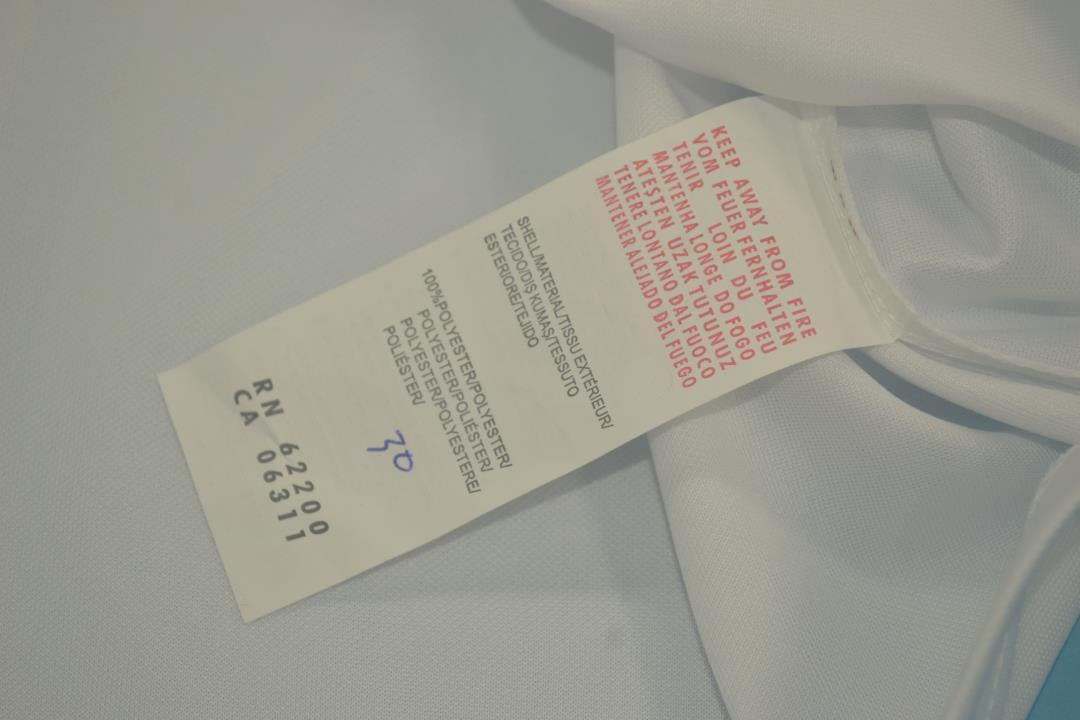 KEEP AWAY FROM FIRE
VOM FEUER FERNHALTEN
TENIR LOIN DU FEU
MANTENHA LONGE DO FOGO
ATEŞTEN UZAK TUTUNUZ
TENERE LONTANO DAL FUOCO
MANTENER ALEJADO DEL FUEGO
SHELL/MATERIAL/TISSU EXTÉRIEUR/
TECIDO/DIŞ KUMAŞ/TESSUTO
ESTERIORE/TEJIDO
100%POLYESTER/POLYESTER/
POLYESTER/POLIÉSTER/
POLYESTER/POLYESTERE/
POLIÉSTER/
30
RN 62200
CA 06311